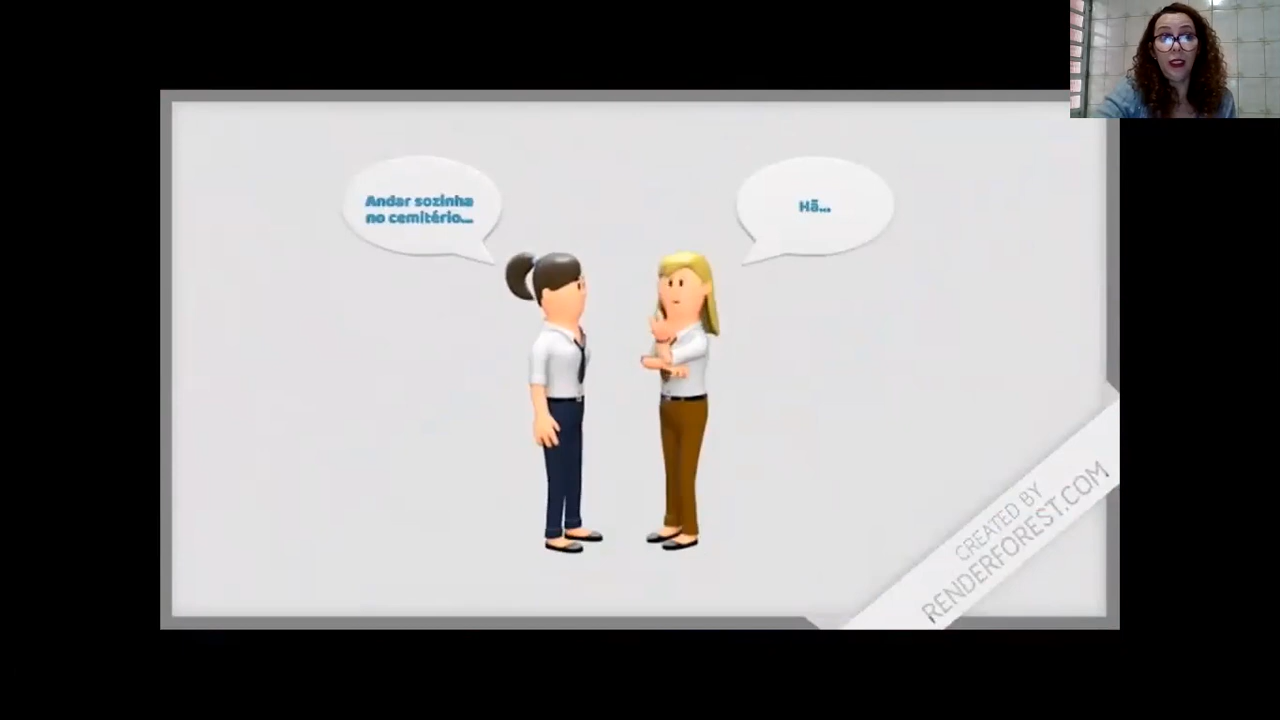 Andar sozinha
no cemitério...
Hã...
CREATED BY
RENDERFOREST.COM